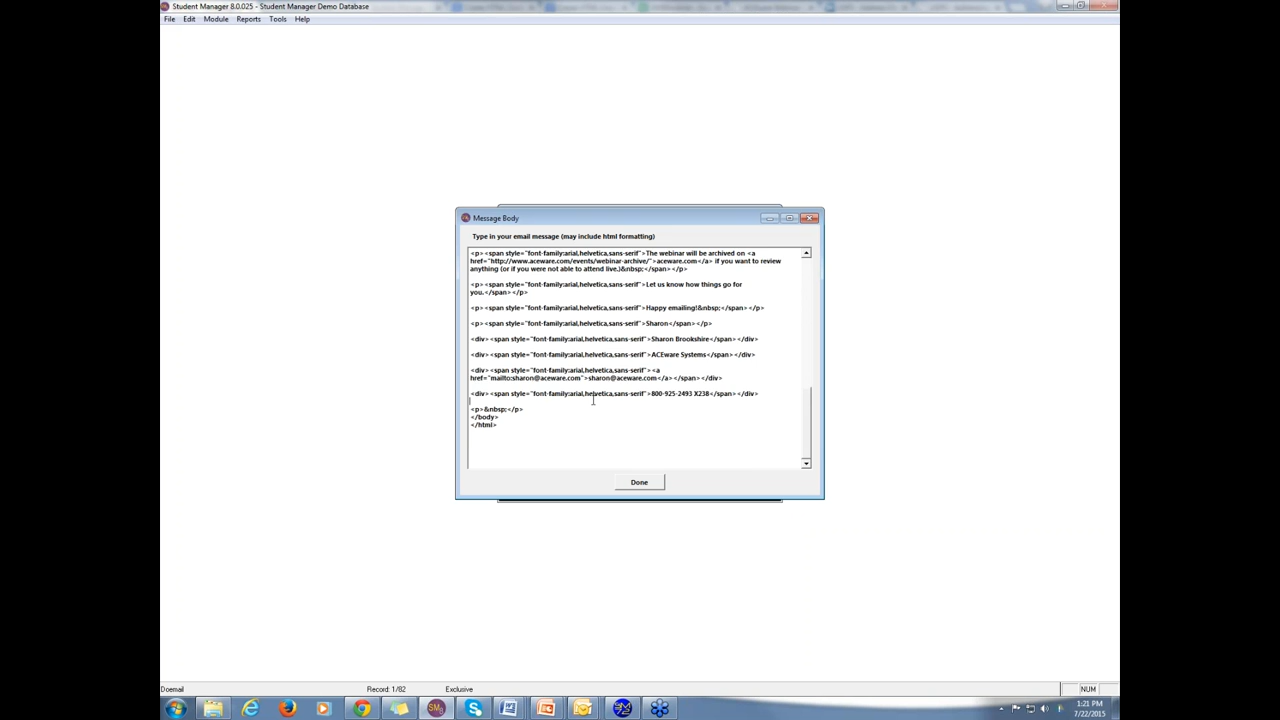 Student Manager 8.0.025 - Student Manager Demo Database
File Edit Module Reports Tools Help
Message Body
Type in your email message (may include html formatting)
<p><span style="font-family:arial,helvetica,sans-serif">The webinar will be archived on <a
href="http://www.aceware.com/events/webinar-archive/">aceware.com</a> if you want to review
anything (or if you were not able to attend live.)&nbsp;</span></p>
<p><span style="font-family:arial,helvetica,sans-serif">Let us know how things go for
you.</span></p>
<p><span style="font-family:arial,helvetica,sans-serif">Happy emailing!&nbsp;</span></p>
<p><span style="font-family:arial,helvetica,sans-serif">Sharon</span></p>
<div><span style="font-family:arial,helvetica,sans-serif">Sharon Brookshire</span></div>
<div><span style="font-family:arial,helvetica,sans-serif">ACEware Systems</span></div>
<div><span style="font-family:arial,helvetica,sans-serif"><a
href="mailto:sharon@aceware.com">sharon@aceware.com</a></span></div>
<div><span style="font-family:arial,helvetica,sans-serif">800-925-2493 X238</span></div>
<p>&nbsp;</p>
</body>
</html>
Done
Dcemail Record: 1/82 Exclusive NUM
1:21 PM
7/22/2015